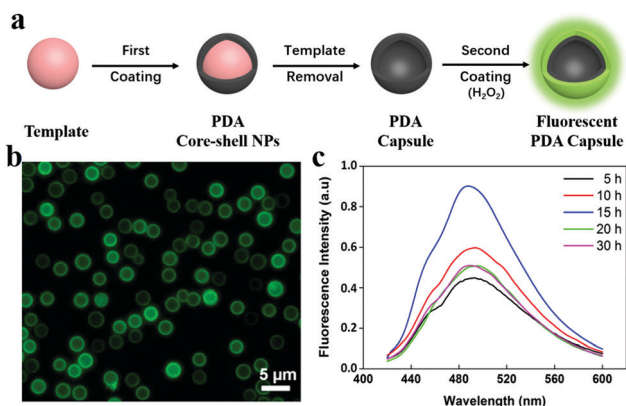 a
First
Coating
Template
Removal
Second
Coating
(H₂O₂)
Template
PDA
Core-shell NPs
PDA
Capsule
Fluorescent
PDA Capsule
b
5 μm
c
Fluorescence Intensity (a.u)
1.0
0.8
0.6
0.4
0.2
0.0
400 440 480 520 560 600
Wavelength (nm)
5 h
10 h
15 h
20 h
30 h